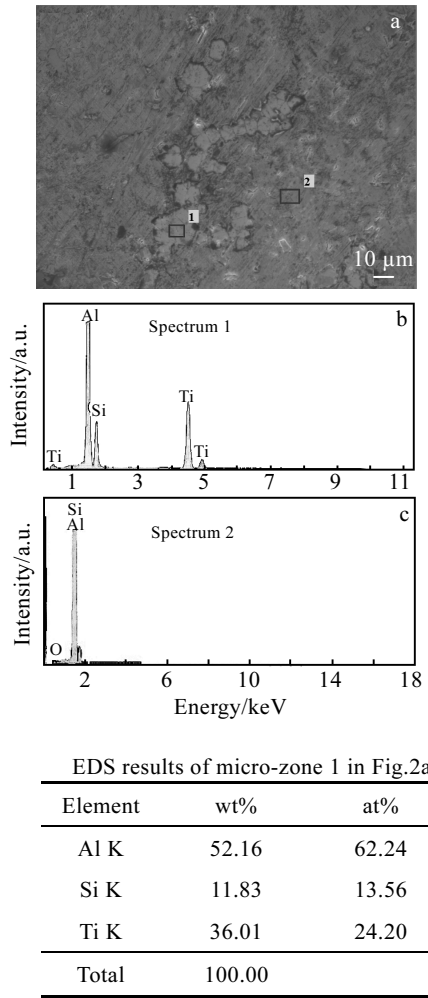 a
2
1
10 μm
Al
Spectrum 1
b
Si
Ti
Ti
Ti
Intensity/a.u.
1 3 5 7 9 11
Si
Al
Spectrum 2
c
O
Intensity/a.u.
2 6 10 14 18
Energy/keV
EDS results of micro-zone 1 in Fig.2a
Element wt% at%
Al K 52.16 62.24
Si K 11.83 13.56
Ti K 36.01 24.20
Total 100.00